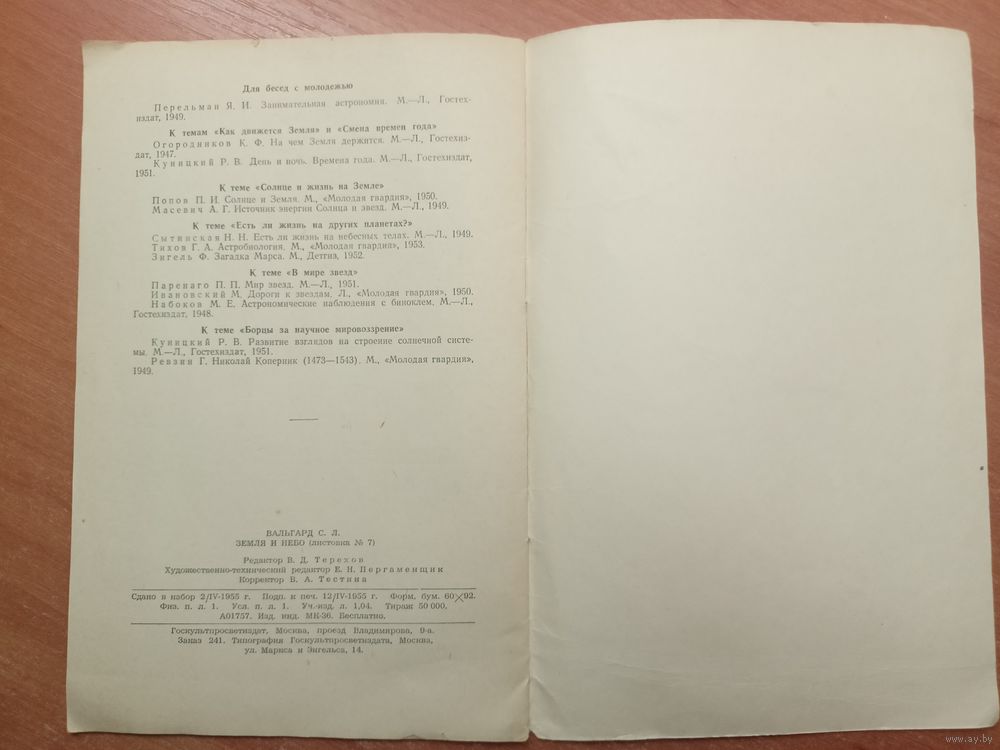 Для бесед с молодежью
Перельман Я. И. Занимательная астрономия. М.—Л., Гостех-
издат, 1949.
К темам «Как движется Земля» и «Смена времен года»
Огородников К. Ф. На чем Земля держится. М.—Л., Гостехиз-
дат, 1947.
Куницкий Р. В. День и ночь. Времена года. М.—Л., Гостехиздат,
1951.
К теме «Солнце и жизнь на Земле»
Попов П. И. Солнце и Земля. М., «Молодая гвардия», 1950.
Масевич А. Г. Источник энергии Солнца и звезд. М.—Л., 1949.
К теме «Есть ли жизнь на других планетах?»
Сытинская Н. Н. Есть ли жизнь на небесных телах. М.—Л., 1949.
Тихов Г. А. Астробиология. М., «Молодая гвардия», 1953.
Зигель Ф. Загадка Марса. М., Детгиз, 1952.
К теме «В мире звезд»
Паренаго П. П. Мир звезд. М.—Л., 1951.
Ивановский М. Дороги к звездам. Л., «Молодая гвардия», 1950.
Набоков М. Е. Астрономические наблюдения с биноклем, М.—Л.,
Гостехиздат, 1948.
К теме «Борцы за научное мировоззрение»
Куницкий Р. В. Развитие взглядов на строение солнечной систе-
мы. М.—Л., Гостехиздат, 1951.
Ревзин Г. Николай Коперник (1473—1543). М., «Молодая гвардия»,
1949.
ВАЛЬГАРД С. Л.
ЗЕМЛЯ И НЕБО (листовка № 7)
Редактор В. Д. Терехов
Художественно-технический редактор Е. Н. Пергаменщик
Корректор В. А. Тестина
Сдано в набор 2/IV-1955 г. Подп. к печ. 12/IV-1955 г. Форм. бум. 60×92.
Физ. п. л. 1. Усл. п. л. 1. Уч.-изд. л. 1,04. Тираж 50 000.
А01757. Изд. инд. МК-36. Бесплатно.
Госкультпросветиздат, Москва, проезд Владимирова, 9-а.
Заказ 241. Типография Госкультпросветиздата, Москва,
ул. Маркса и Энгельса, 14.
www.ay.by